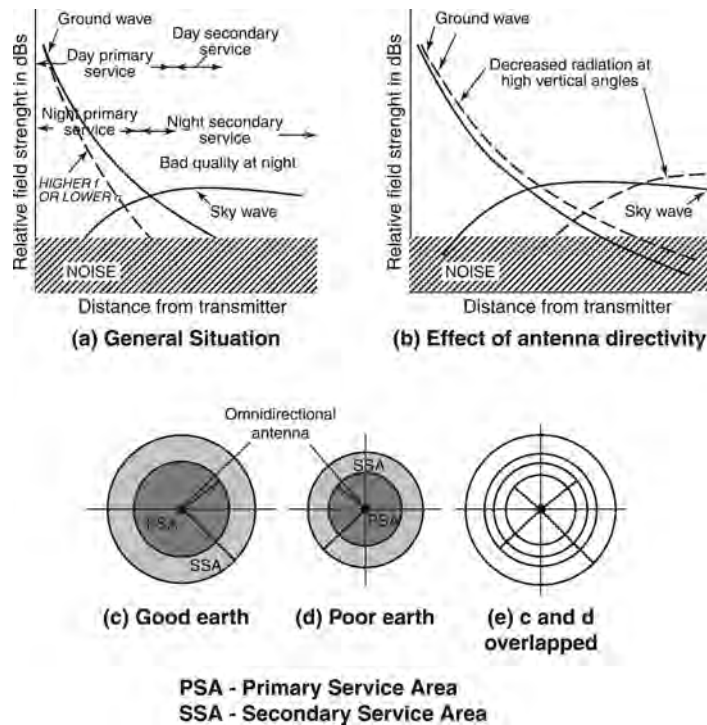 Ground wave
Day secondary
service
Day primary
service
Night primary
service
Night secondary
service
Bad quality at night
HIGHER f
OR LOWER σ
Sky wave
NOISE
Relative field strenght in dBs
Distance from transmitter
(a) General Situation
Ground wave
Decreased radiation at
high vertical angles
Sky wave
NOISE
Relative field strenght in dBs
Distance from transmitter
(b) Effect of antenna directivity
Omnidirectional
antenna
PSA
SSA
SSA
PSA
(c) Good earth
(d) Poor earth
(e) c and d
overlapped
PSA - Primary Service Area
SSA - Secondary Service Area